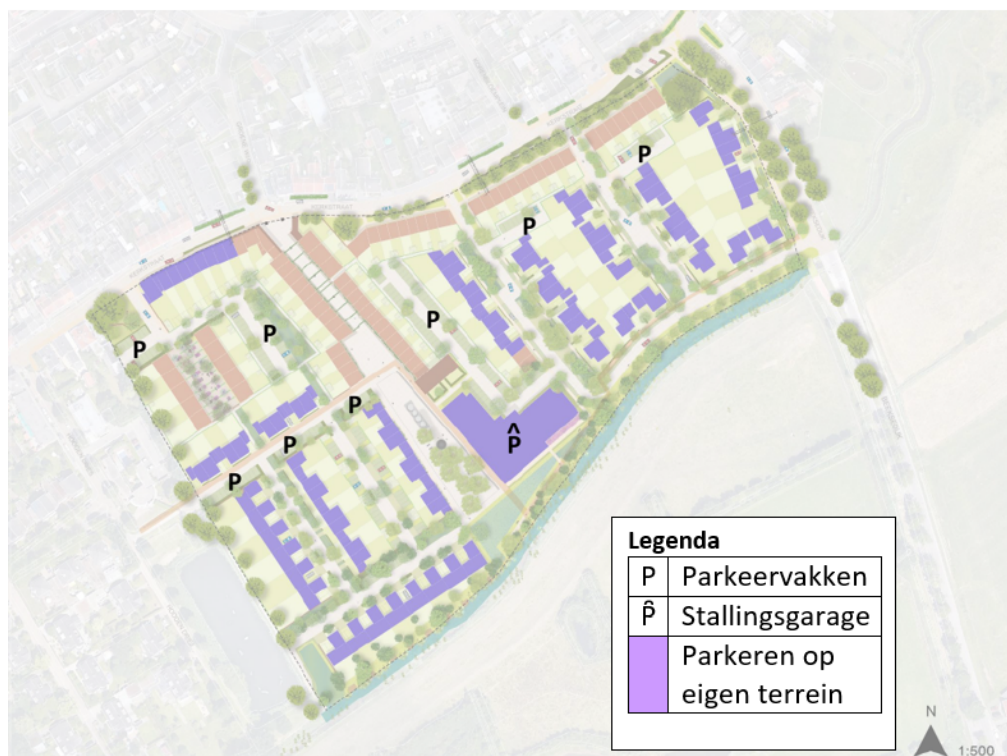 P
P
P
P
P
P
P
P
P̂
Legenda
P Parkeervakken
P̂ Stallingsgarage
Parkeren op
eigen terrein
N
1:500